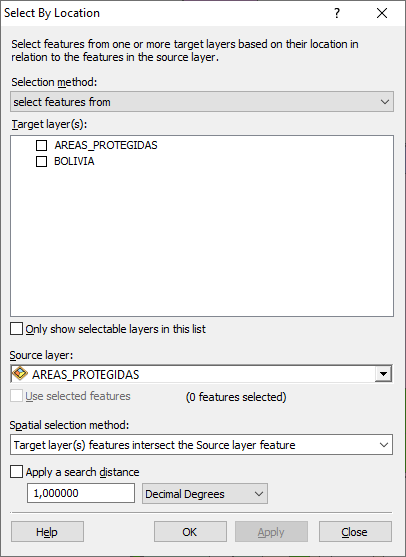 Select By Location
?
Select features from one or more target layers based on their location in
relation to the features in the source layer.
Selection method:
select features from
Target layer(s):
AREAS_PROTEGIDAS
BOLIVIA
Only show selectable layers in this list
Source layer:
AREAS_PROTEGIDAS
Use selected features (0 features selected)
Spatial selection method:
Target layer(s) features intersect the Source layer feature
Apply a search distance
1,000000 Decimal Degrees
Help OK Apply Close